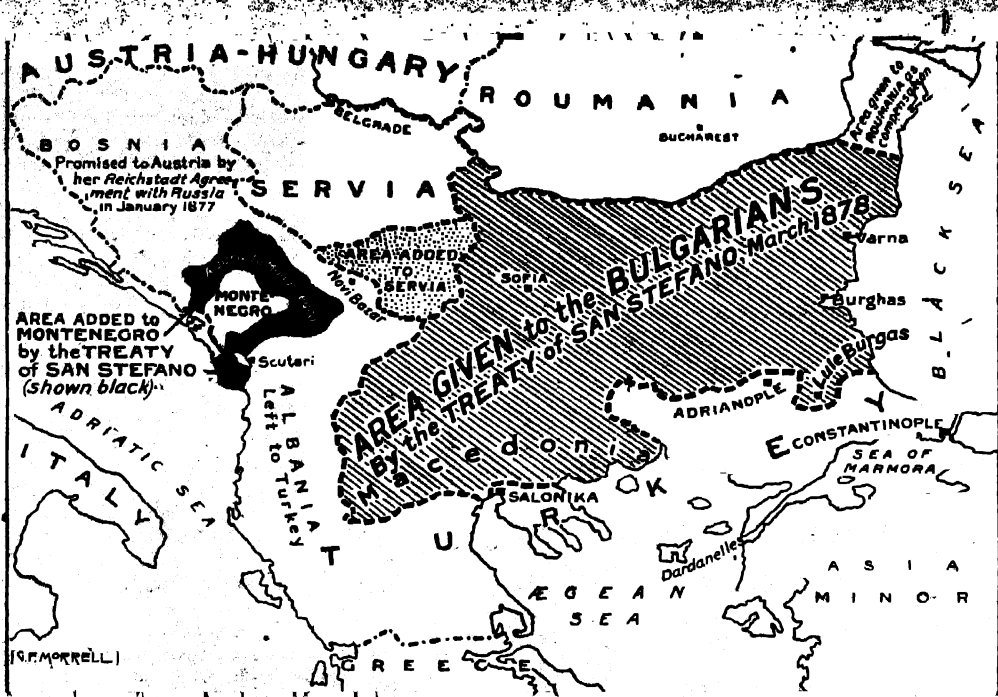 AUSTRIA-HUNGARY
ROUMANIA
Area given to
ROUMANIA as
compensation
BELGRADE
BUCHAREST
BOSNIA
Promised to Austria by
her Reichstadt Agree-
ment with Russia
in January 1877
SERVIA
BLACK SEA
AREA GIVEN to the BULGARIANS
By the TREATY of SAN STEFANO March 1878
Varna
AREA ADDED
TO
SERVIA
SOFIA
Novi Bazar
MONTE
NEGRO
Burghas
AREA ADDED to
MONTENEGRO
by the TREATY
of SAN STEFANO
(shown black)
Scutari
Lule Burgas
ALBANIA
Left to Turkey
ADRIATIC SEA
ADRIANOPLE
CONSTANTINOPLE
Macedonia
SEA OF
MARMORA
ITALY
SALONIKA
TURKEY
Dardanelles
ÆGEAN
SEA
ASIA
MINOR
GREECE
[G.F.MORRELL]